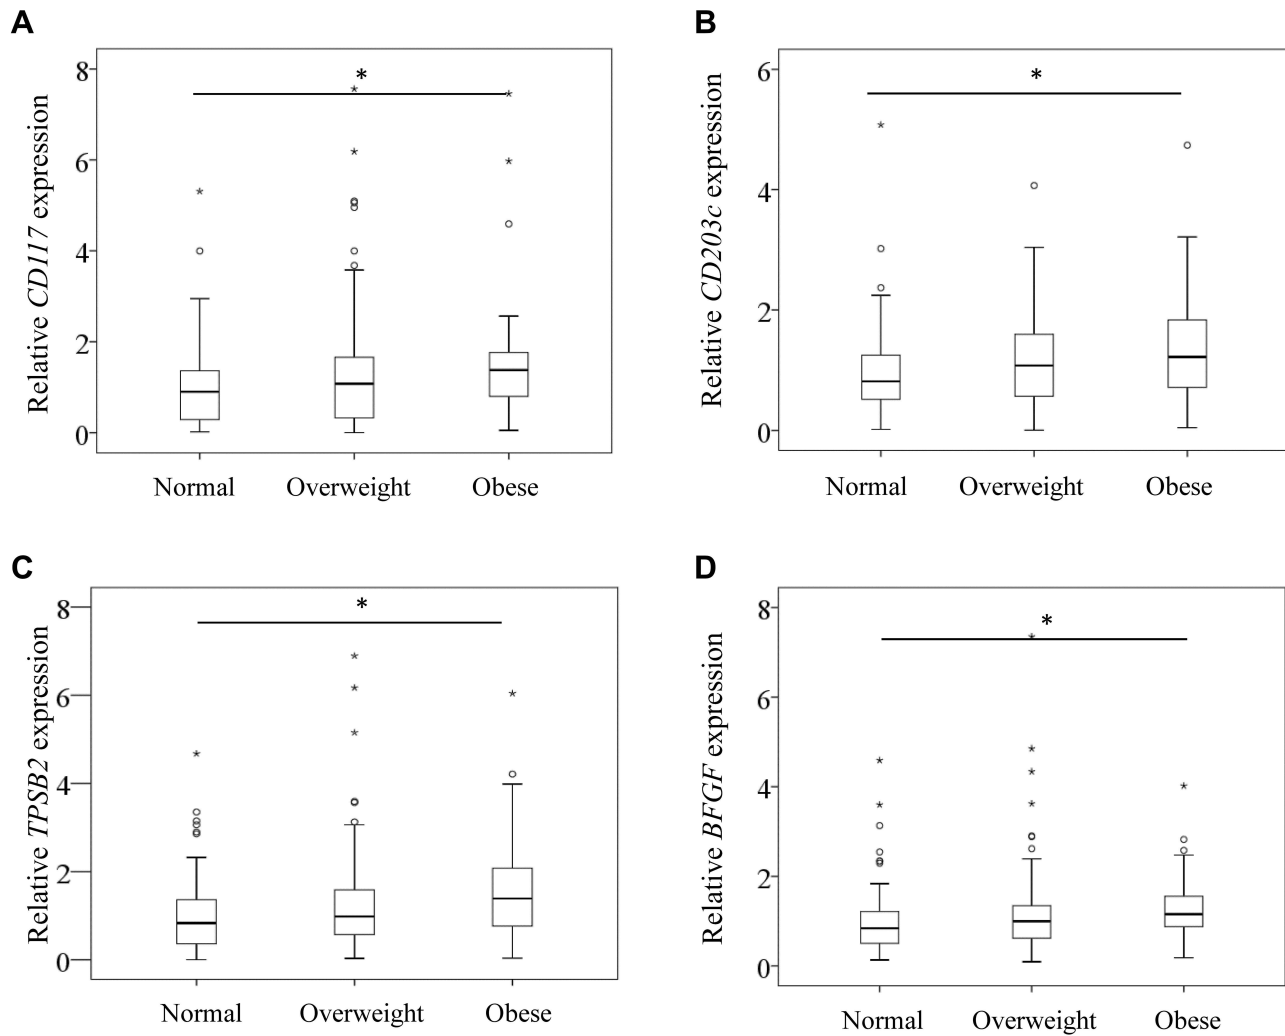 A
Relative CD117 expression
8
6
4
2
0
*
Normal Overweight Obese
B
Relative CD203c expression
6
4
2
0
*
Normal Overweight Obese
C
Relative TPSB2 expression
8
6
4
2
0
*
Normal Overweight Obese
D
Relative BFGF expression
8
6
4
2
0
*
Normal Overweight Obese